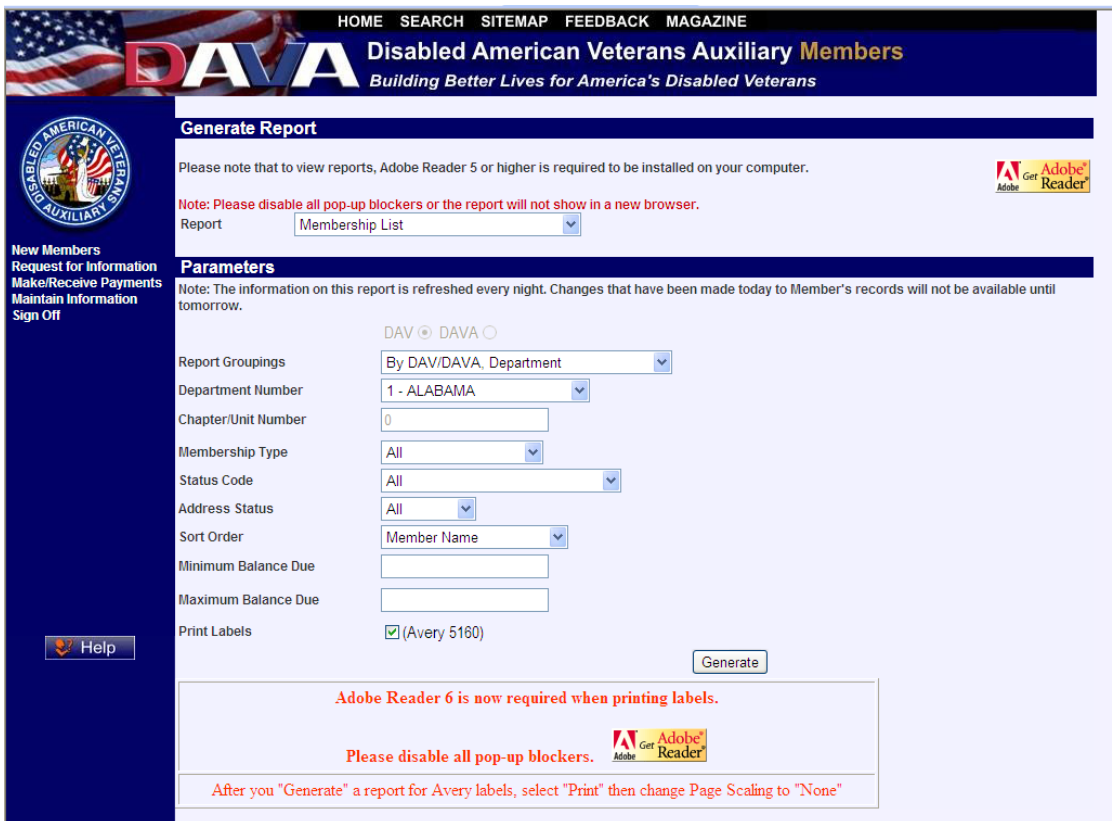 HOME SEARCH SITEMAP FEEDBACK MAGAZINE
DAVA
Disabled American Veterans Auxiliary Members
Building Better Lives for America's Disabled Veterans
DISABLED AMERICAN VETERANS AUXILIARY
New Members
Request for Information
Make/Receive Payments
Maintain Information
Sign Off
Help
Generate Report
Please note that to view reports, Adobe Reader 5 or higher is required to be installed on your computer.
Adobe Get Adobe® Reader®
Note: Please disable all pop-up blockers or the report will not show in a new browser.
Report Membership List
Parameters
Note: The information on this report is refreshed every night. Changes that have been made today to Member's records will not be available until
tomorrow.
DAV DAVA
Report Groupings By DAV/DAVA, Department
Department Number 1 - ALABAMA
Chapter/Unit Number 0
Membership Type All
Status Code All
Address Status All
Sort Order Member Name
Minimum Balance Due
Maximum Balance Due
Print Labels (Avery 5160)
Generate
Adobe Reader 6 is now required when printing labels.
Please disable all pop-up blockers. Adobe Get Adobe® Reader®
After you "Generate" a report for Avery labels, select "Print" then change Page Scaling to "None"